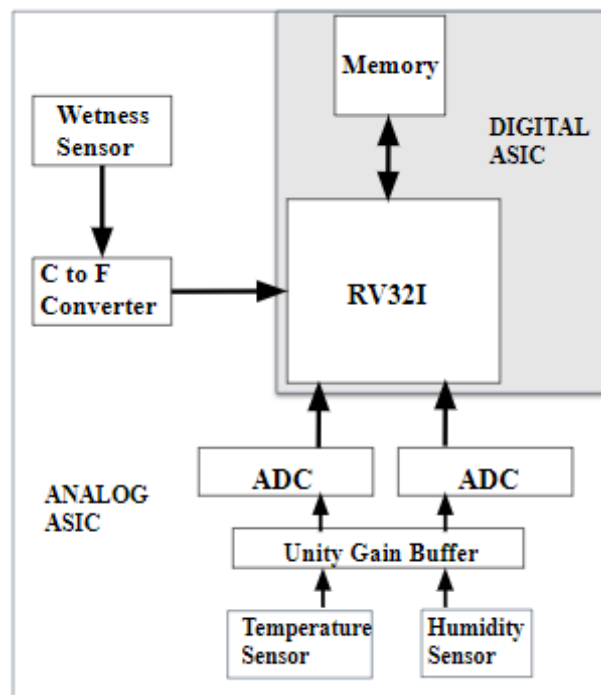 Memory
Wetness
Sensor
DIGITAL
ASIC
C to F
Converter
RV32I
ADC
ADC
ANALOG
ASIC
Unity Gain Buffer
Temperature
Sensor
Humidity
Sensor